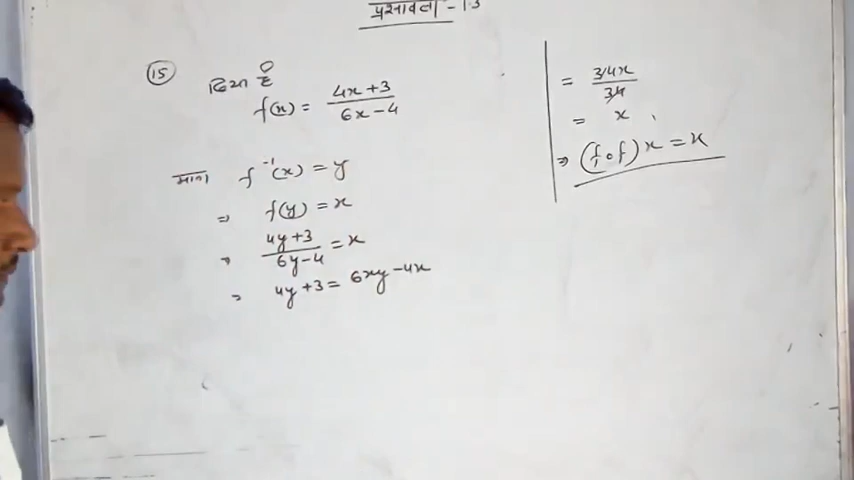 प्रश्नावली - 1.3
(15) दिया है
f(x) = (4x+3)/(6x-4)
माना f⁻¹(x) = y
⇒ f(y) = x
⇒ (4y+3)/(6y-4) = x
⇒ 4y+3 = 6xy-4x
= 34x/34
= x
⇒ (f∘f)x = x